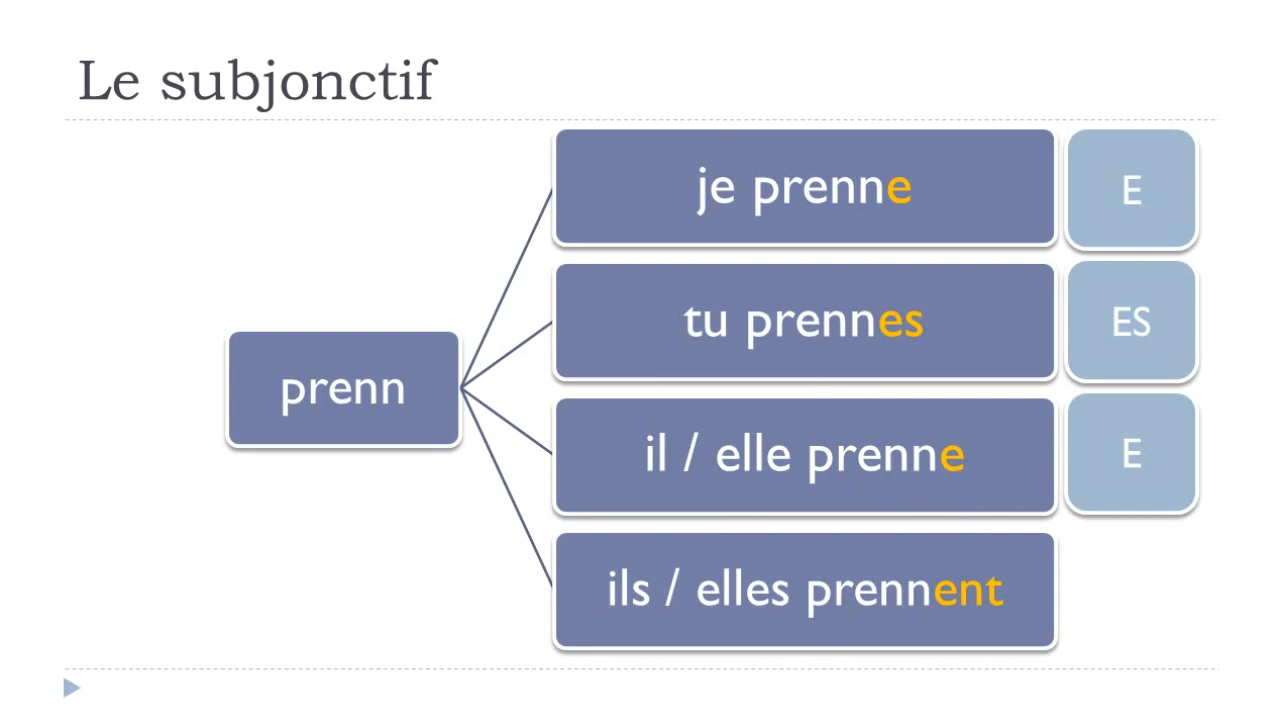 Le subjonctif
je prenne E
tu prennes ES
prenn
il / elle prenne E
ils / elles prennent